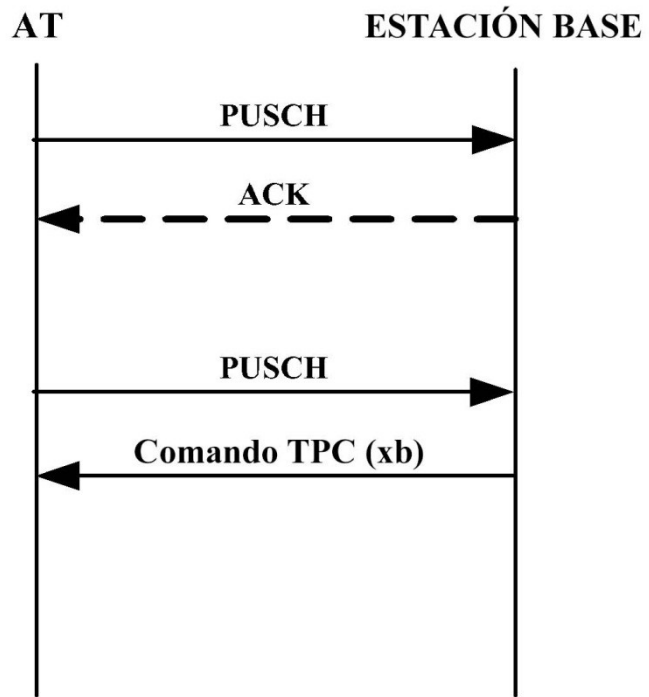 AT
ESTACIÓN BASE
PUSCH
ACK
PUSCH
Comando TPC (xb)